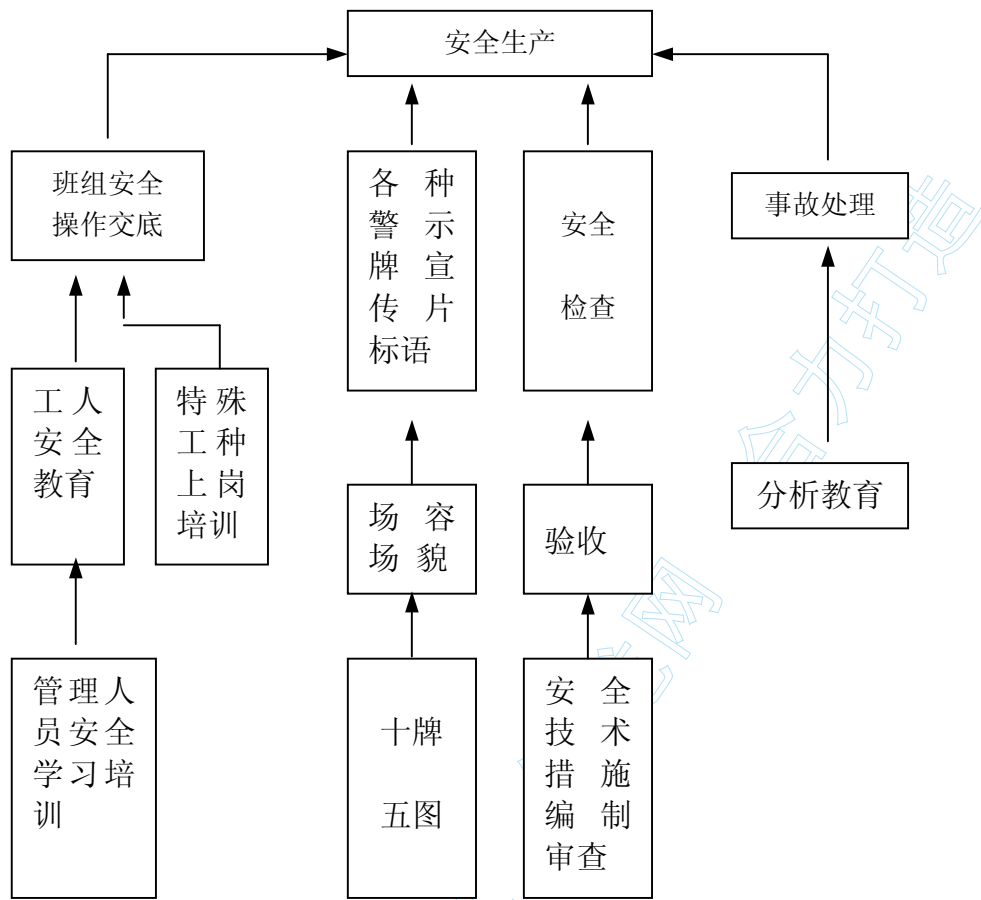 安全生产
班组安全
操作交底
各种
警示
牌宣
传片
标语
安全
检查
事故处理
工人
安全
教育
特殊
工种
上岗
培训
场容
场貌
验收
分析教育
管理人
员安全
学习培
训
十牌
五图
安全
技术
措施
编制
审查
合力打造